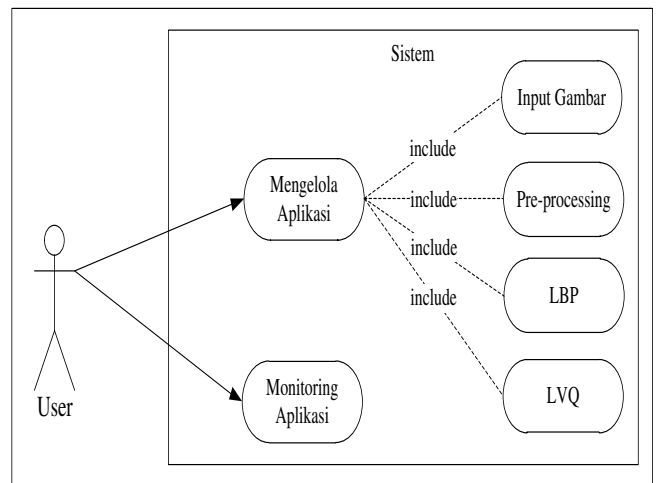 Sistem
Input Gambar
include
Mengelola
Aplikasi
include
Pre-processing
include
LBP
include
Monitoring
Aplikasi
LVQ
User